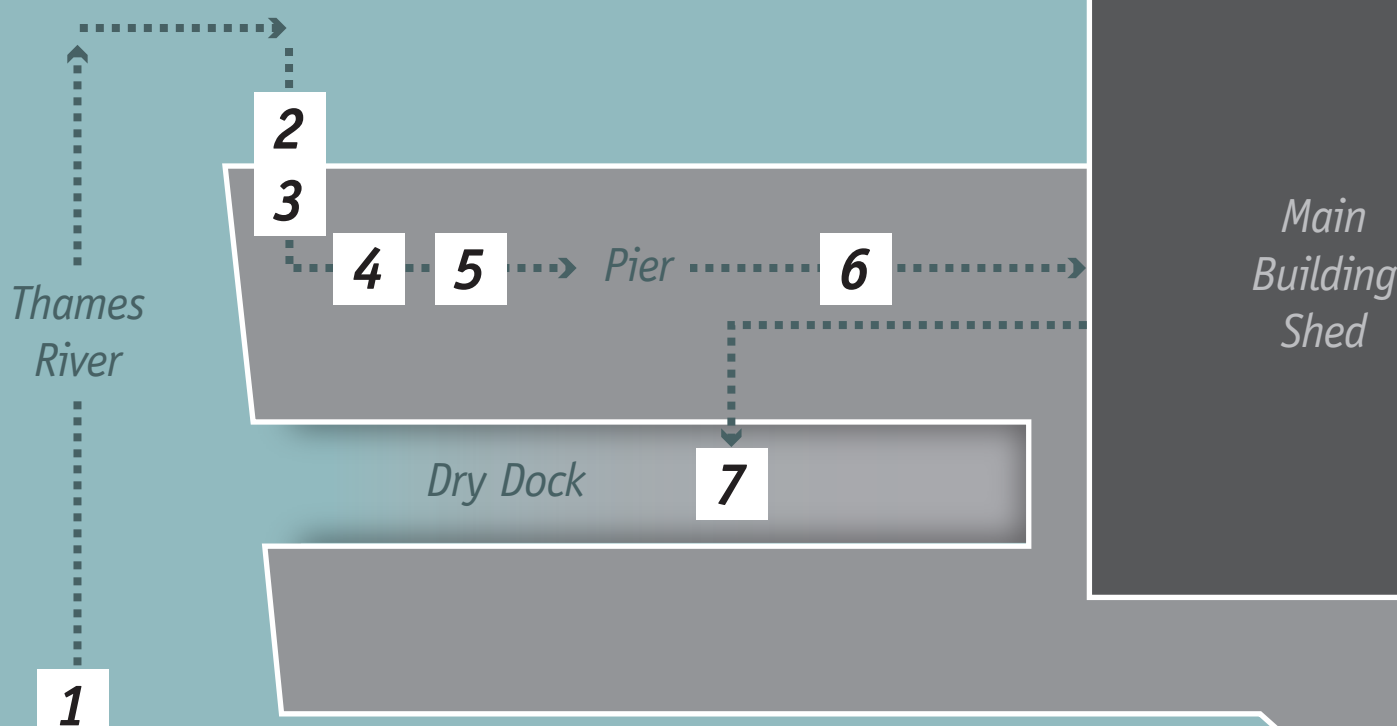 2
3
4
5
Pier
6
Main
Building
Shed
Thames
River
Dry Dock
7
1